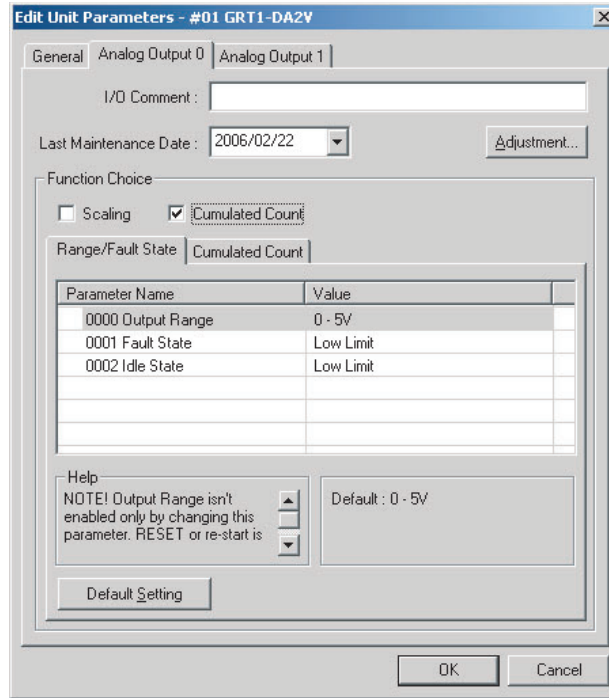 Edit Unit Parameters - #01 GRT1-DA2V
General Analog Output 0 Analog Output 1
I/O Comment :
Last Maintenance Date : 2006/02/22 Adjustment...
Function Choice
Scaling Cumulated Count
Range/Fault State Cumulated Count
Parameter Name Value
0000 Output Range 0 - 5V
0001 Fault State Low Limit
0002 Idle State Low Limit
Help
NOTE! Output Range isn't
enabled only by changing this
parameter. RESET or re-start is
Default : 0 - 5V
Default Setting
OK Cancel